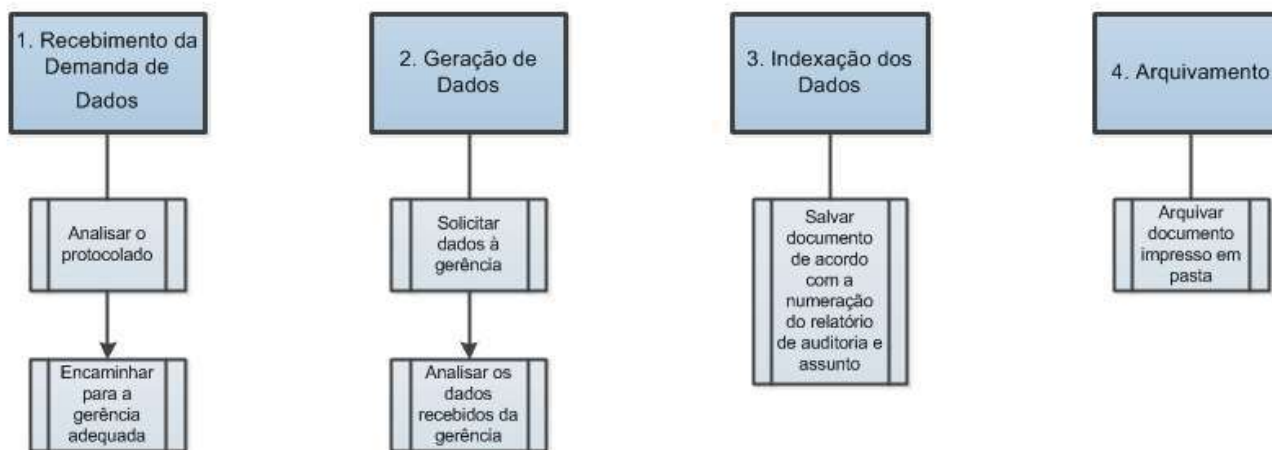 1. Recebimento da
Demanda de
Dados
Analisar o
protocolado
Encaminhar
para a
gerência
adequada
2. Geração de
Dados
Solicitar
dados à
gerência
Analisar os
dados
recebidos da
gerência
3. Indexação dos
Dados
Salvar
documento
de acordo
com a
numeração
do relatório
de auditoria e
assunto
4. Arquivamento
Arquivar
documento
impresso em
pasta